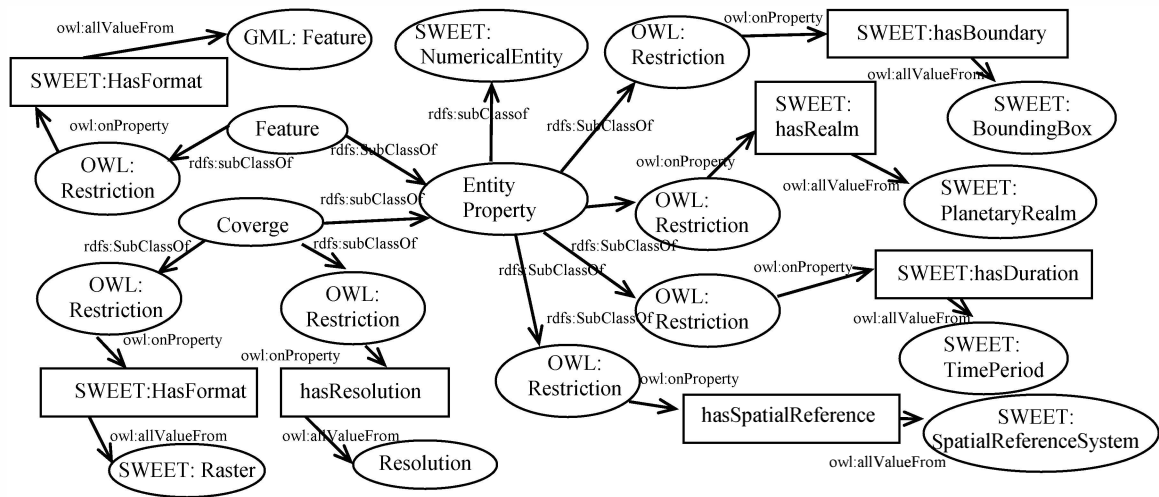 owl:allValueFrom
GML: Feature
SWEET:
NumericalEntity
OWL:
Restriction
owl:onProperty
SWEET:hasBoundary
owl:allValueFrom
SWEET:
BoundingBox
SWEET:HasFormat
owl:onProperty
OWL:
Restriction
rdfs:subClassOf
Feature
rdfs:SubClassOf
rdfs:subClassof
rdfs:SubClassOf
SWEET:
hasRealm
owl:onProperty
owl:allValueFrom
SWEET:
PlanetaryRealm
Entity
Property
OWL:
Restriction
rdfs:SubClassOf
rdfs:subClassOf
Coverge
rdfs:SubClassOf
rdfs:subClassOf
rdfs:SubClassOf
OWL:
Restriction
owl:onProperty
SWEET:hasDuration
owl:allValueFrom
SWEET:
TimePeriod
OWL:
Restriction
owl:onProperty
SWEET:HasFormat
owl:allValueFrom
SWEET: Raster
OWL:
Restriction
owl:onProperty
hasResolution
owl:allValueFrom
Resolution
rdfs:SubClassOf
OWL:
Restriction
owl:onProperty
hasSpatialReference
owl:allValueFrom
SWEET:
SpatialReferenceSystem